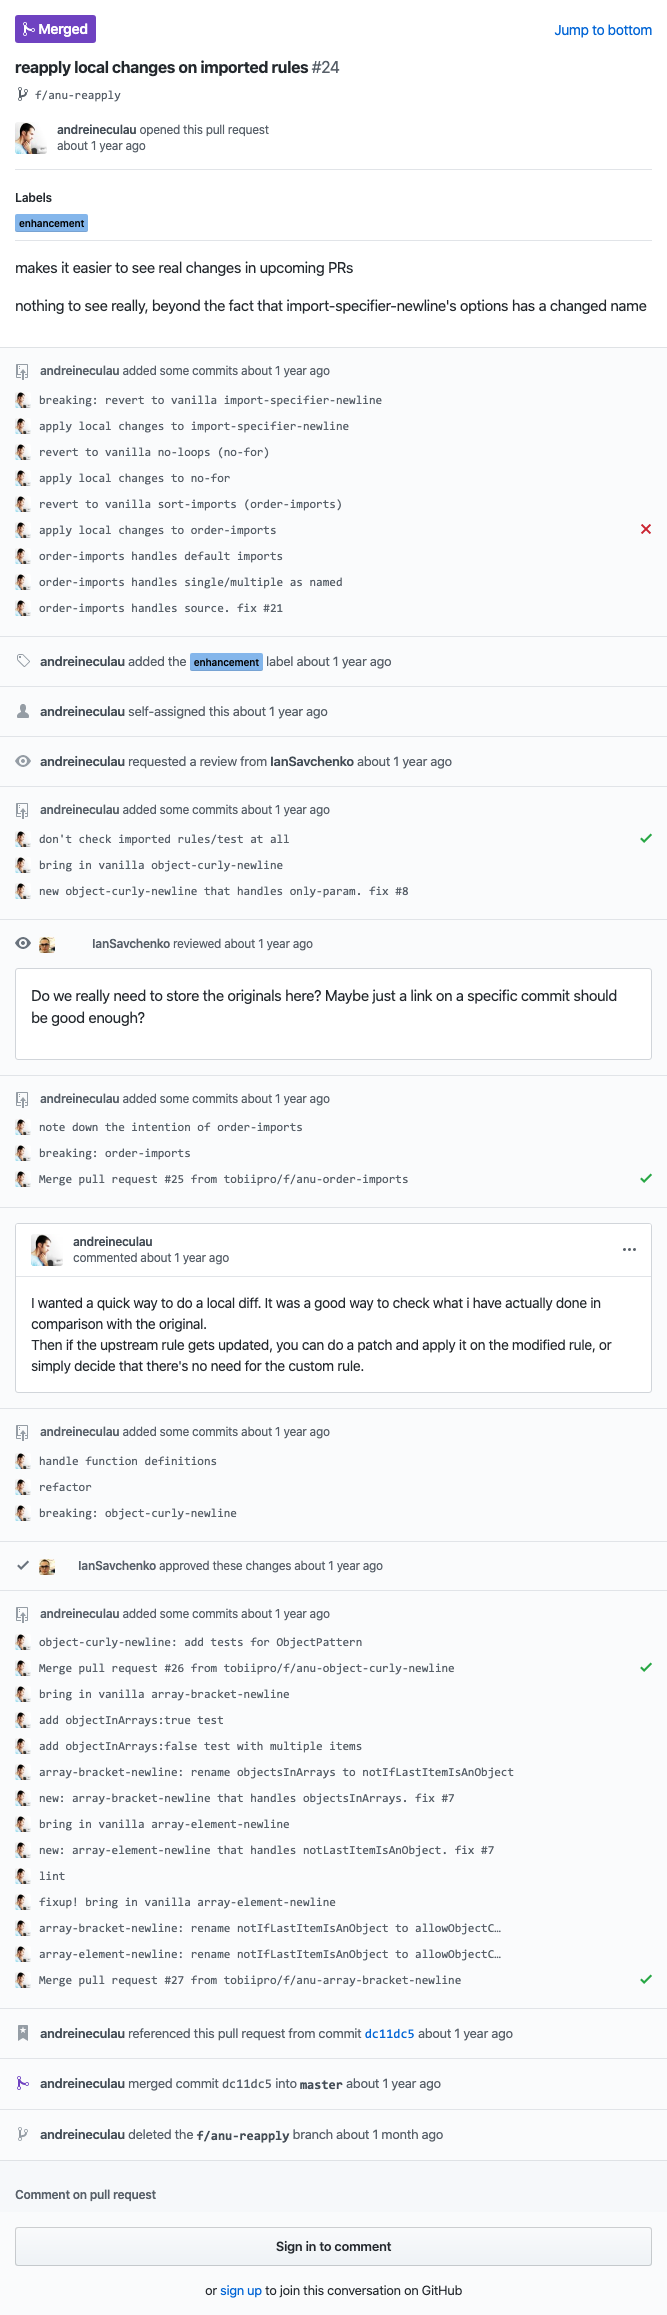 Merged
Jump to bottom
reapply local changes on imported rules #24
f/anu-reapply
andreineculau opened this pull request
about 1 year ago
Labels
enhancement
makes it easier to see real changes in upcoming PRs
nothing to see really, beyond the fact that import-specifier-newline's options has a changed name
andreineculau added some commits about 1 year ago
breaking: revert to vanilla import-specifier-newline
apply local changes to import-specifier-newline
revert to vanilla no-loops (no-for)
apply local changes to no-for
revert to vanilla sort-imports (order-imports)
apply local changes to order-imports
order-imports handles default imports
order-imports handles single/multiple as named
order-imports handles source. fix #21
andreineculau added the enhancement label about 1 year ago
andreineculau self-assigned this about 1 year ago
andreineculau requested a review from IanSavchenko about 1 year ago
andreineculau added some commits about 1 year ago
don't check imported rules/test at all
bring in vanilla object-curly-newline
new object-curly-newline that handles only-param. fix #8
IanSavchenko reviewed about 1 year ago
Do we really need to store the originals here? Maybe just a link on a specific commit should
be good enough?
andreineculau added some commits about 1 year ago
note down the intention of order-imports
breaking: order-imports
Merge pull request #25 from tobiipro/f/anu-order-imports
andreineculau
commented about 1 year ago
I wanted a quick way to do a local diff. It was a good way to check what i have actually done in
comparison with the original.
Then if the upstream rule gets updated, you can do a patch and apply it on the modified rule, or
simply decide that there's no need for the custom rule.
andreineculau added some commits about 1 year ago
handle function definitions
refactor
breaking: object-curly-newline
IanSavchenko approved these changes about 1 year ago
andreineculau added some commits about 1 year ago
object-curly-newline: add tests for ObjectPattern
Merge pull request #26 from tobiipro/f/anu-object-curly-newline
bring in vanilla array-bracket-newline
add objectInArrays:true test
add objectInArrays:false test with multiple items
array-bracket-newline: rename objectsInArrays to notIfLastItemIsAnObject
new: array-bracket-newline that handles objectsInArrays. fix #7
bring in vanilla array-element-newline
new: array-element-newline that handles notLastItemIsAnObject. fix #7
lint
fixup! bring in vanilla array-element-newline
array-bracket-newline: rename notIfLastItemIsAnObject to allowObjectC…
array-element-newline: rename notIfLastItemIsAnObject to allowObjectC…
Merge pull request #27 from tobiipro/f/anu-array-bracket-newline
andreineculau referenced this pull request from commit dc11dc5 about 1 year ago
andreineculau merged commit dc11dc5 into master about 1 year ago
andreineculau deleted the f/anu-reapply branch about 1 month ago
Comment on pull request
Sign in to comment
or sign up to join this conversation on GitHub